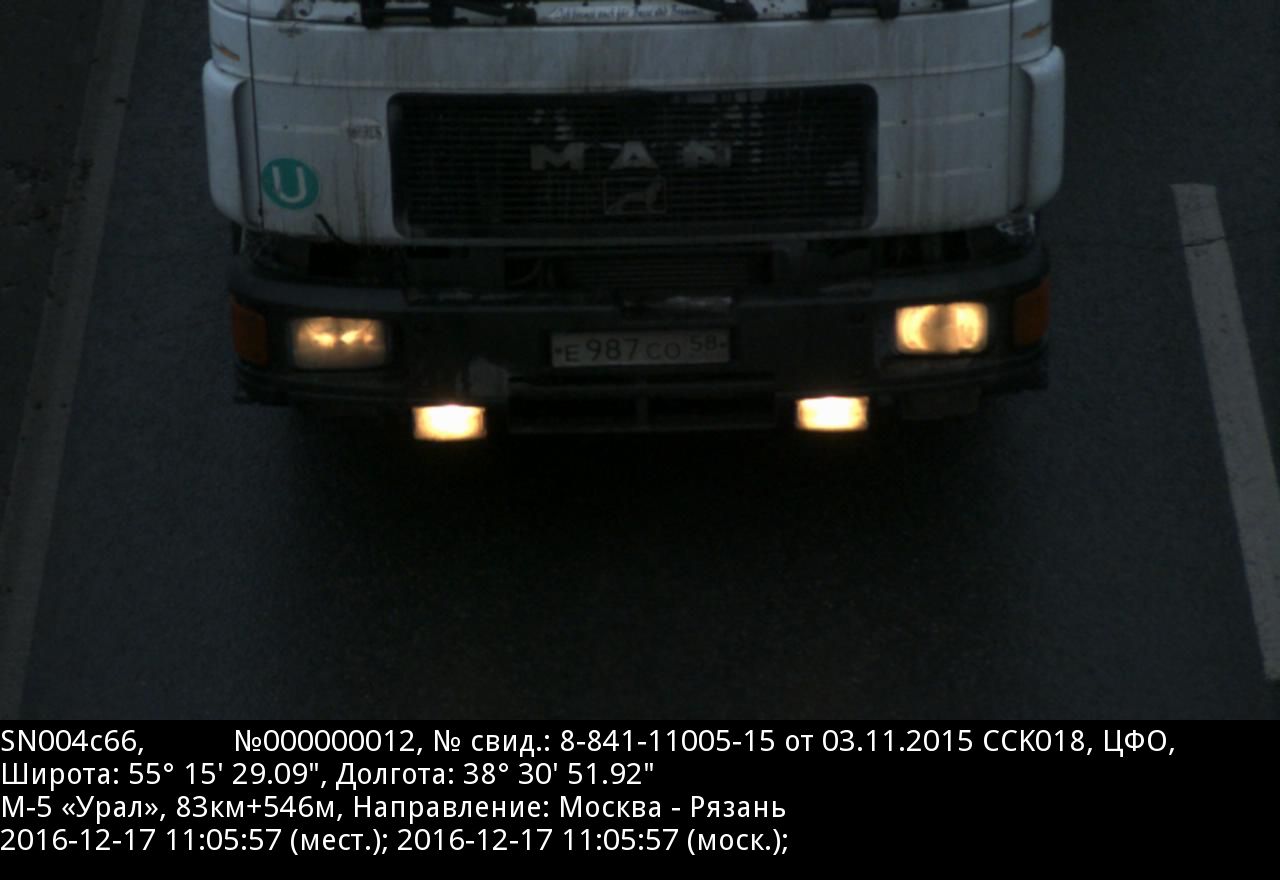 MAN
U
E987CO 58
SN004c66, №000000012, № свид.: 8-841-11005-15 от 03.11.2015 ССК018, ЦФО,
Широта: 55° 15' 29.09", Долгота: 38° 30' 51.92"
М-5 «Урал», 83км+546м, Направление: Москва - Рязань
2016-12-17 11:05:57 (мест.); 2016-12-17 11:05:57 (моск.);